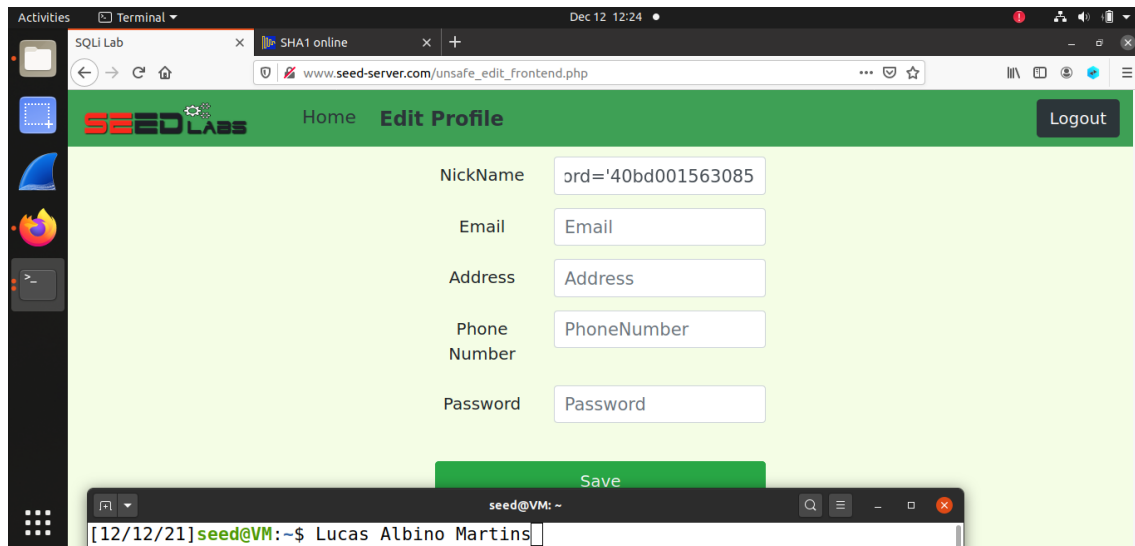 Activities Terminal Dec 12 12:24
SQLi Lab SHA1 online
www.seed-server.com/unsafe_edit_frontend.php
SEED LABS Home Edit Profile Logout
NickName ord='40bd001563085
Email Email
Address Address
Phone Number PhoneNumber
Password Password
Save
seed@VM: ~
[12/12/21]seed@VM:~$ Lucas Albino Martins